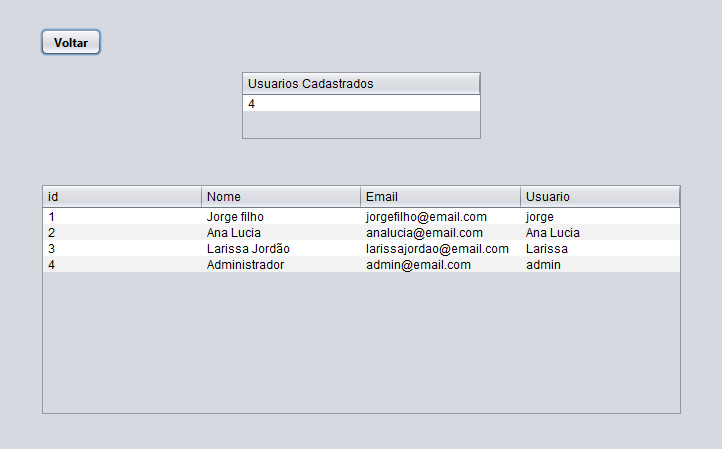 Voltar
Usuarios Cadastrados
4
id Nome Email Usuario
1 Jorge filho jorgefilho@email.com jorge
2 Ana Lucia analucia@email.com Ana Lucia
3 Larissa Jordão larissajordao@email.com Larissa
4 Administrador admin@email.com admin